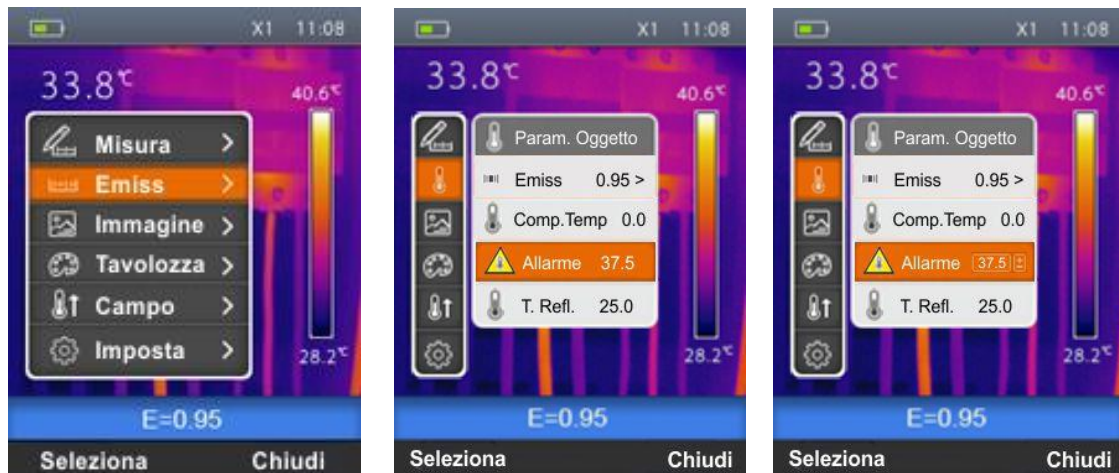 X1 11:08
33.8℃
40.6℃
Misura >
Emiss >
Immagine >
Tavolozza >
Campo >
Imposta >
28.2℃
E=0.95
Seleziona Chiudi
X1 11:08
33.8℃
40.6℃
Param. Oggetto
Emiss 0.95 >
Comp.Temp 0.0
Allarme 37.5
T. Refl. 25.0
28.2℃
E=0.95
Seleziona Chiudi
X1 11:08
33.8℃
40.6℃
Param. Oggetto
Emiss 0.95 >
Comp.Temp 0.0
Allarme 37.5 ±
T. Refl. 25.0
28.2℃
E=0.95
Seleziona Chiudi